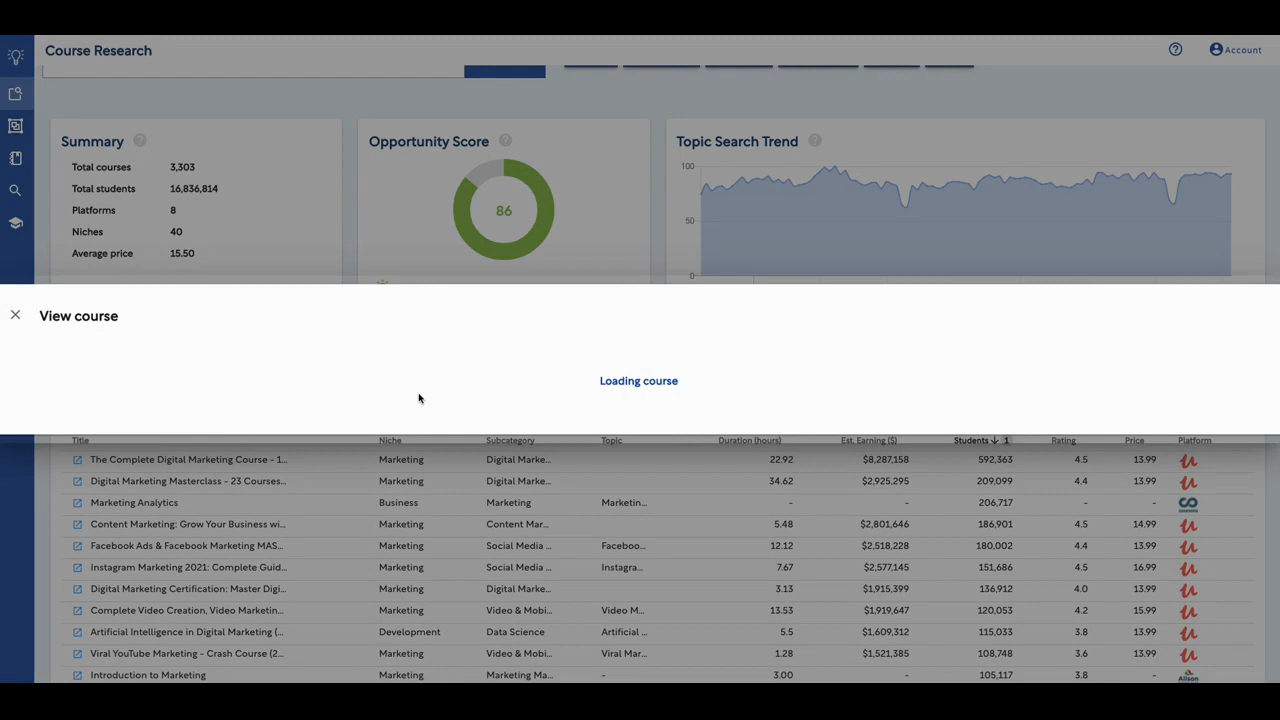 Course Research
Account
Summary
Total courses 3,303
Total students 16,836,814
Platforms 8
Niches 40
Average price 15.50
Opportunity Score
86
Topic Search Trend
100
50
0
View course
Loading course
Title Niche Subcategory Topic Duration (hours) Est. Earning ($) Students 1 Rating Price Platform
The Complete Digital Marketing Course - 1... Marketing Digital Marke... 22.92 $8,287,158 592,363 4.5 13.99
Digital Marketing Masterclass - 23 Courses... Marketing Digital Marke... 34.62 $2,925,295 209,099 4.4 13.99
Marketing Analytics Business Marketing Marketin... - - 206,717 - -
Content Marketing: Grow Your Business wi... Marketing Content Mar... 5.48 $2,801,646 186,901 4.5 14.99
Facebook Ads & Facebook Marketing MAS... Marketing Social Media ... Faceboo... 12.12 $2,518,228 180,002 4.4 13.99
Instagram Marketing 2021: Complete Guid... Marketing Social Media ... Instagra... 7.67 $2,577,145 151,686 4.5 16.99
Digital Marketing Certification: Master Digi... Marketing Digital Marke... 3.13 $1,915,399 136,912 4.0 13.99
Complete Video Creation, Video Marketin... Marketing Video & Mobi... Video M... 13.53 $1,919,647 120,053 4.2 15.99
Artificial Intelligence in Digital Marketing (... Development Data Science Artificial ... 5.5 $1,609,312 115,033 3.8 13.99
Viral YouTube Marketing - Crash Course (2... Marketing Video & Mobi... Viral Mar... 1.28 $1,521,385 108,748 3.6 13.99
Introduction to Marketing Marketing Marketing Ma... - 3.00 - 105,117 3.8 - Alison